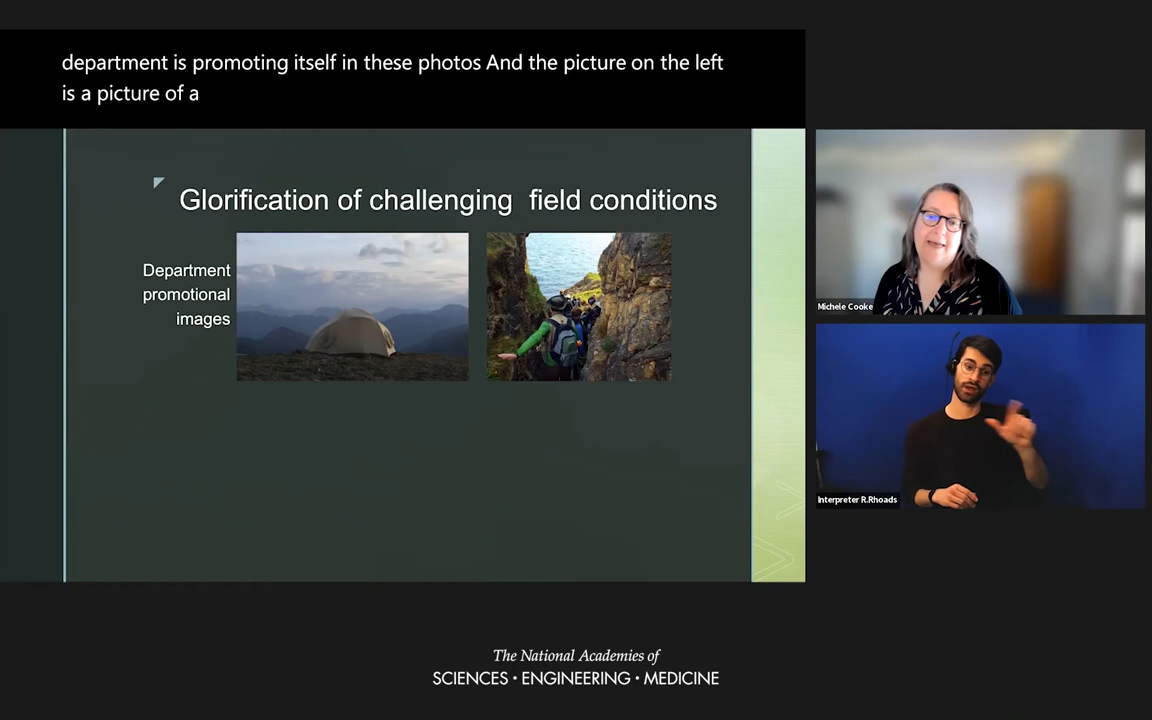 department is promoting itself in these photos And the picture on the left
is a picture of a
Glorification of challenging field conditions
Department
promotional
images
Michele Cooke
Interpreter R.Rhoads
The National Academies of
SCIENCES • ENGINEERING • MEDICINE